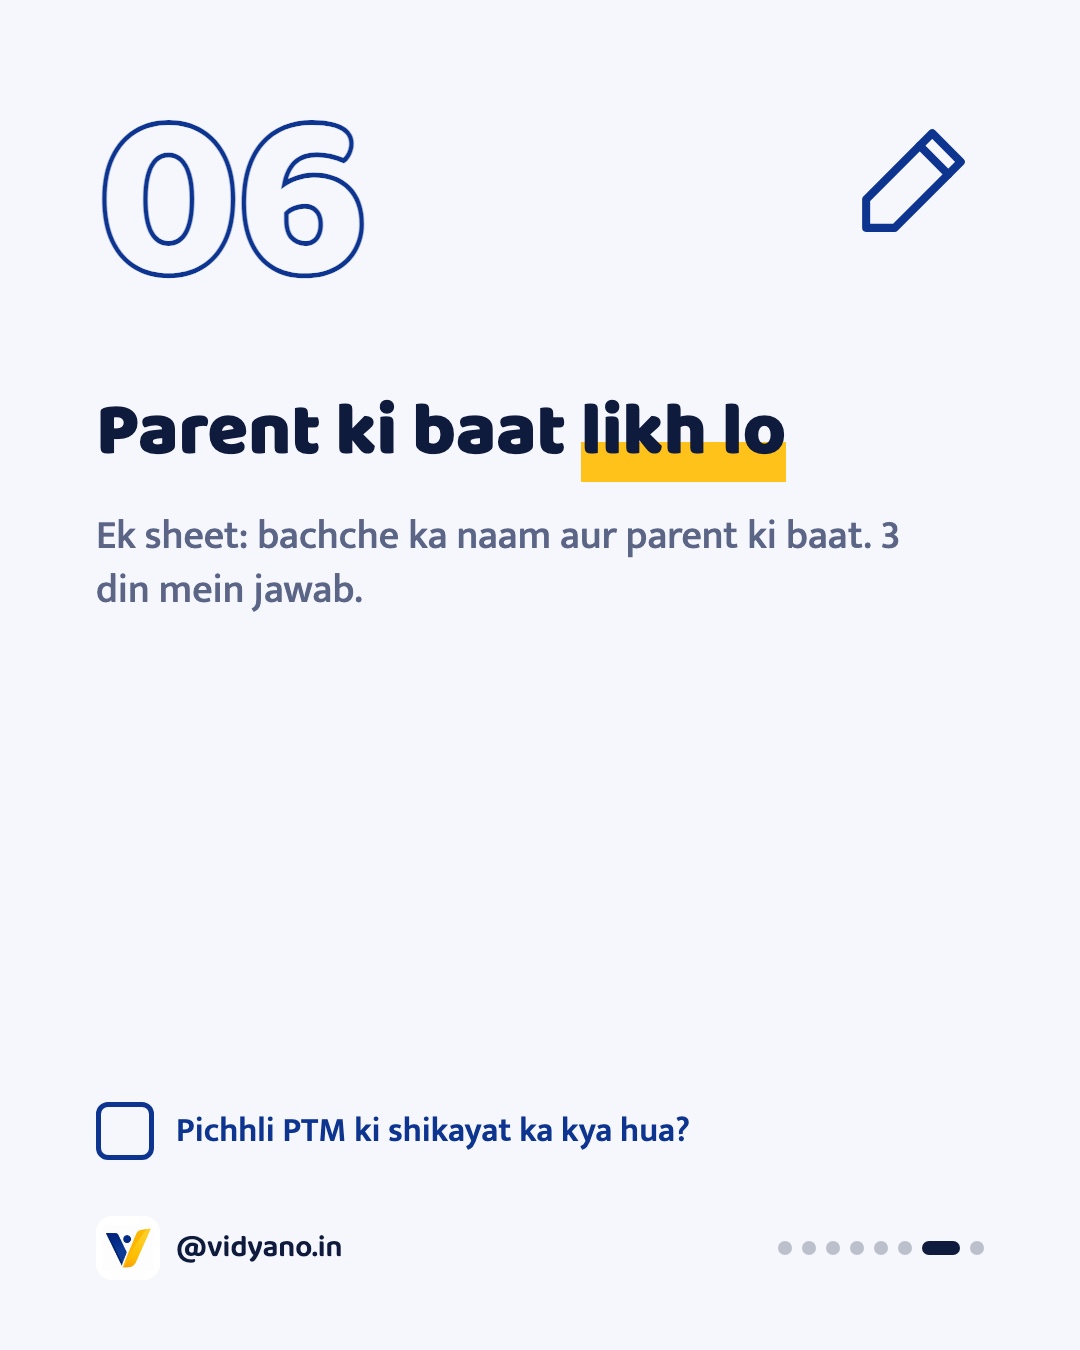 06
Parent ki baat likh lo
Ek sheet: bachche ka naam aur parent ki baat. 3
din mein jawab.
Pichhli PTM ki shikayat ka kya hua?
@vidyano.in